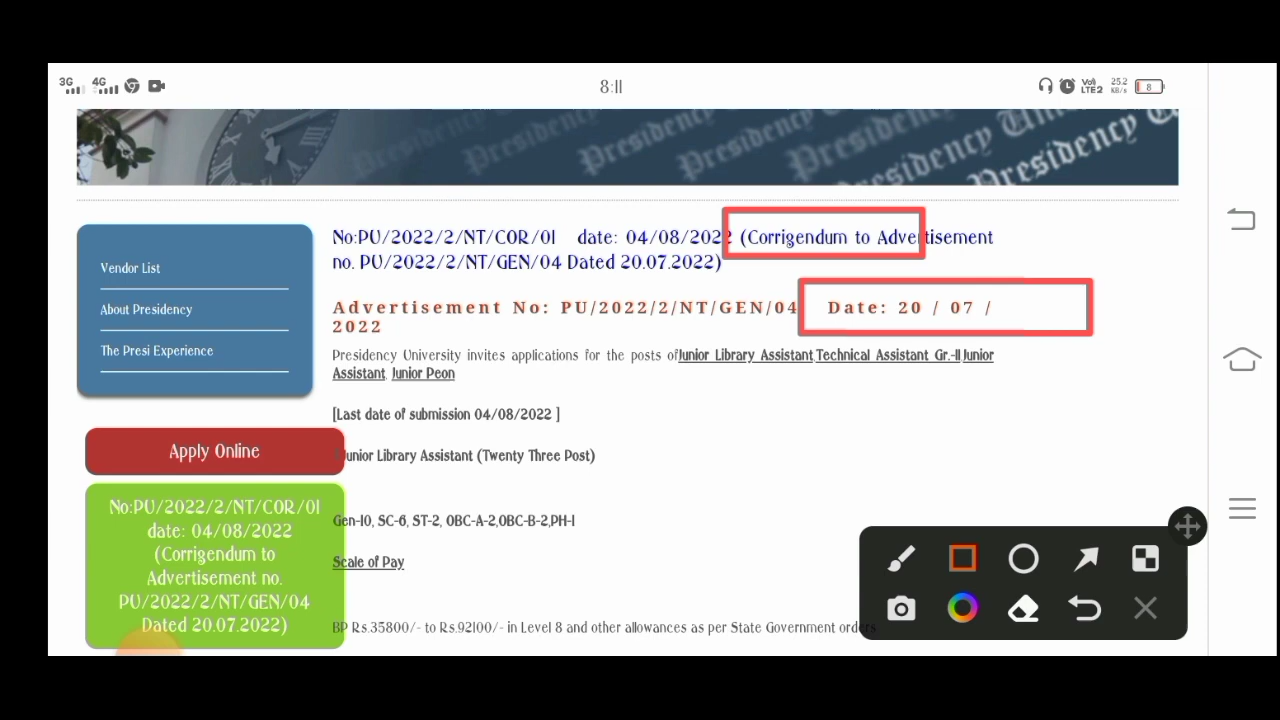 3G 4G 8:11 Vo) LTE2 25.2 KB/s 8
Presidency Presidency Presidency Presidency Presidency Presidency
Vendor List
About Presidency
The Presi Experience
Apply Online
No:PU/2022/2/NT/COR/01
date: 04/08/2022
(Corrigendum to
Advertisement no.
PU/2022/2/NT/GEN/04
Dated 20.07.2022)
No:PU/2022/2/NT/COR/01 date: 04/08/2022 (Corrigendum to Advertisement
no. PU/2022/2/NT/GEN/04 Dated 20.07.2022)
Advertisement No: PU/2022/2/NT/GEN/04 Date: 20 / 07 /
2022
Presidency University invites applications for the posts of Junior Library Assistant, Technical Assistant Gr.-II Junior
Assistant, Junior Peon
[Last date of submission 04/08/2022 ]
Junior Library Assistant (Twenty Three Post)
Gen-10, SC-6, ST-2, OBC-A-2,OBC-B-2,PH-1
Scale of Pay
BP Rs.35800/- to Rs.92100/- in Level 8 and other allowances as per State Government orders